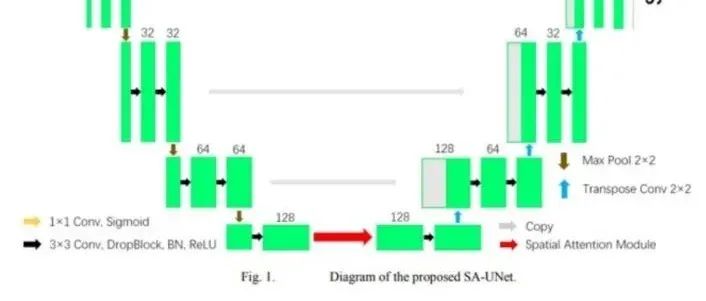 32 32
64 32
64 64
128 64
Max Pool 2×2
Transpose Conv 2×2
128
128
1×1 Conv, Sigmoid
Copy
3×3 Conv, DropBlock, BN, ReLU
Spatial Attention Module
Fig. 1. Diagram of the proposed SA-UNet.